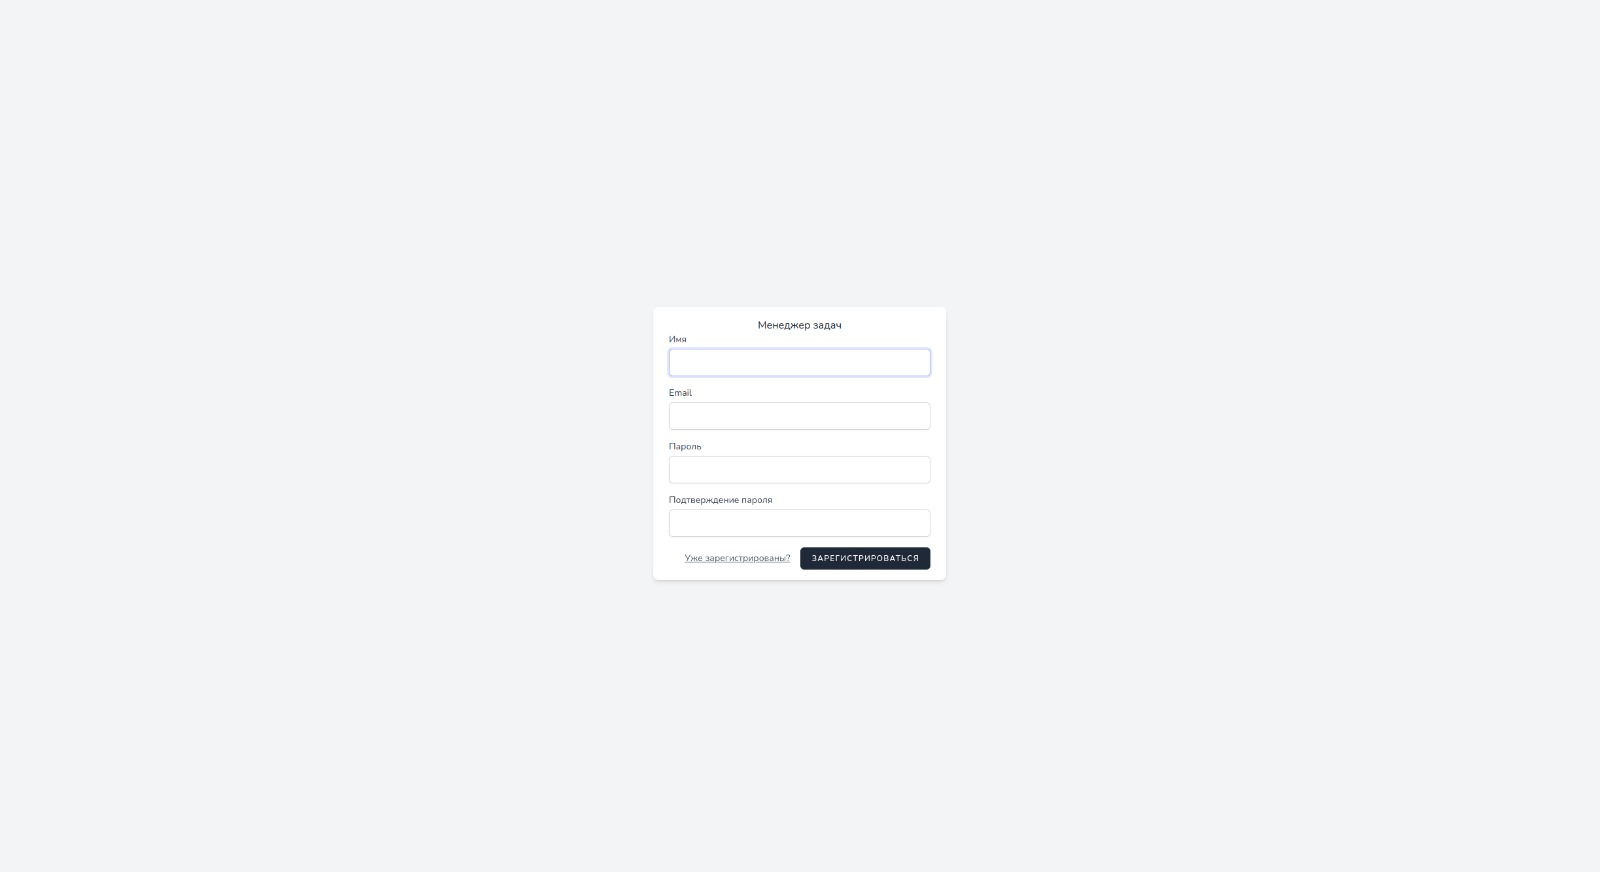 Менеджер задач
Имя
Email
Пароль
Подтверждение пароля
Уже зарегистрированы? ЗАРЕГИСТРИРОВАТЬСЯ